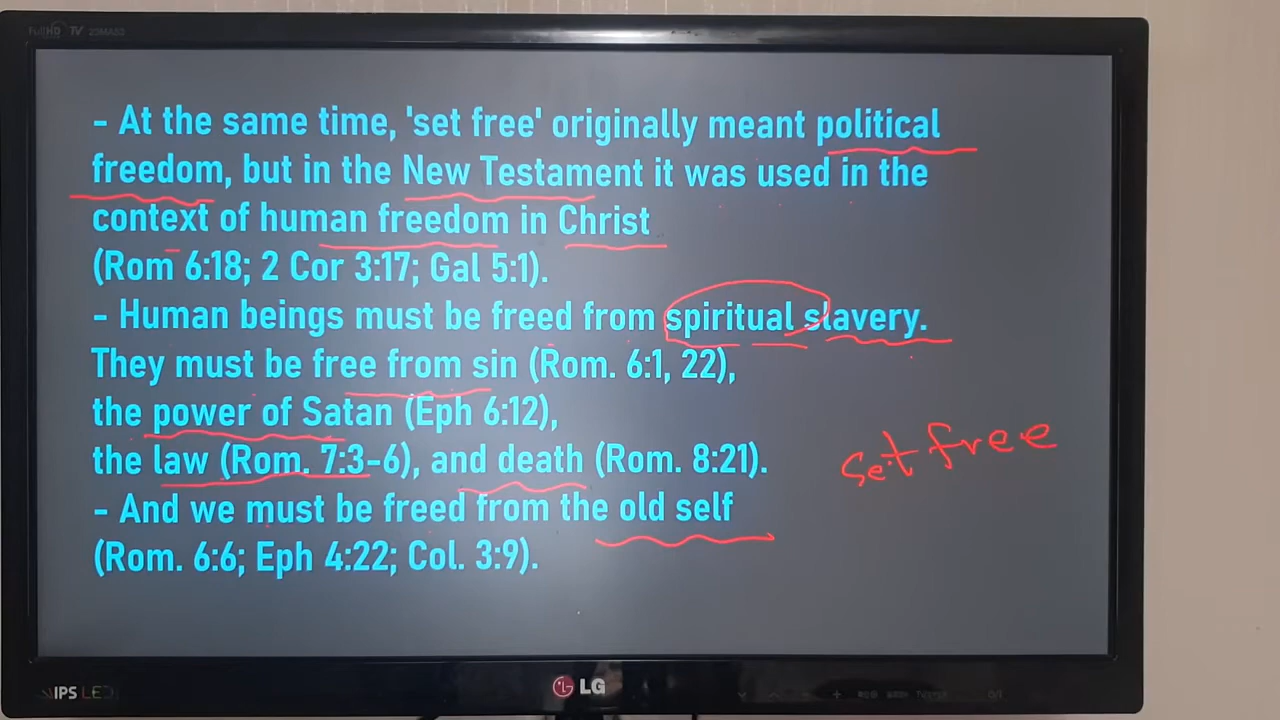 FullHD TV 23MA53
- At the same time, 'set free' originally meant political
freedom, but in the New Testament it was used in the
context of human freedom in Christ
(Rom 6:18; 2 Cor 3:17; Gal 5:1).
- Human beings must be freed from spiritual slavery.
They must be free from sin (Rom. 6:1, 22),
the power of Satan (Eph 6:12),
the law (Rom. 7:3-6), and death (Rom. 8:21).
set free
- And we must be freed from the old self
(Rom. 6:6; Eph 4:22; Col. 3:9).
IPS LED
LG